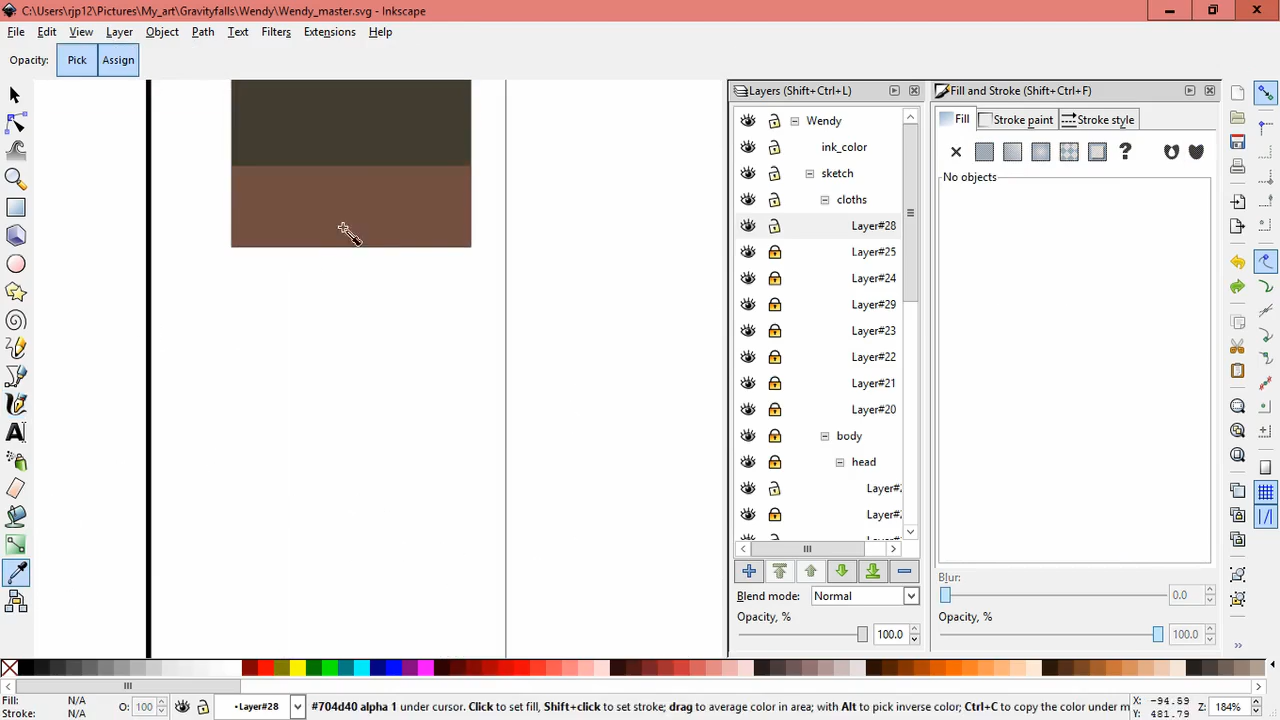 C:\Users\rjp12\Pictures\My_art\Gravityfalls\Wendy\Wendy_master.svg - Inkscape
File Edit View Layer Object Path Text Filters Extensions Help
Opacity: Pick Assign
Layers (Shift+Ctrl+L)
Wendy
ink_color
sketch
cloths
Layer#28
Layer#25
Layer#24
Layer#29
Layer#23
Layer#22
Layer#21
Layer#20
body
head
Layer#
Layer#
Blend mode: Normal
Opacity, %
100.0
Fill and Stroke (Shift+Ctrl+F)
Fill Stroke paint Stroke style
No objects
Blur:
0.0
Opacity, %
100.0
Fill: N/A
Stroke: N/A
O: 100
•Layer#28
#704d40 alpha 1 under cursor. Click to set fill, Shift+click to set stroke; drag to average color in area; with Alt to pick inverse color; Ctrl+C to copy the color under m
X: -94.59
Y: 481.79
Z: 184%